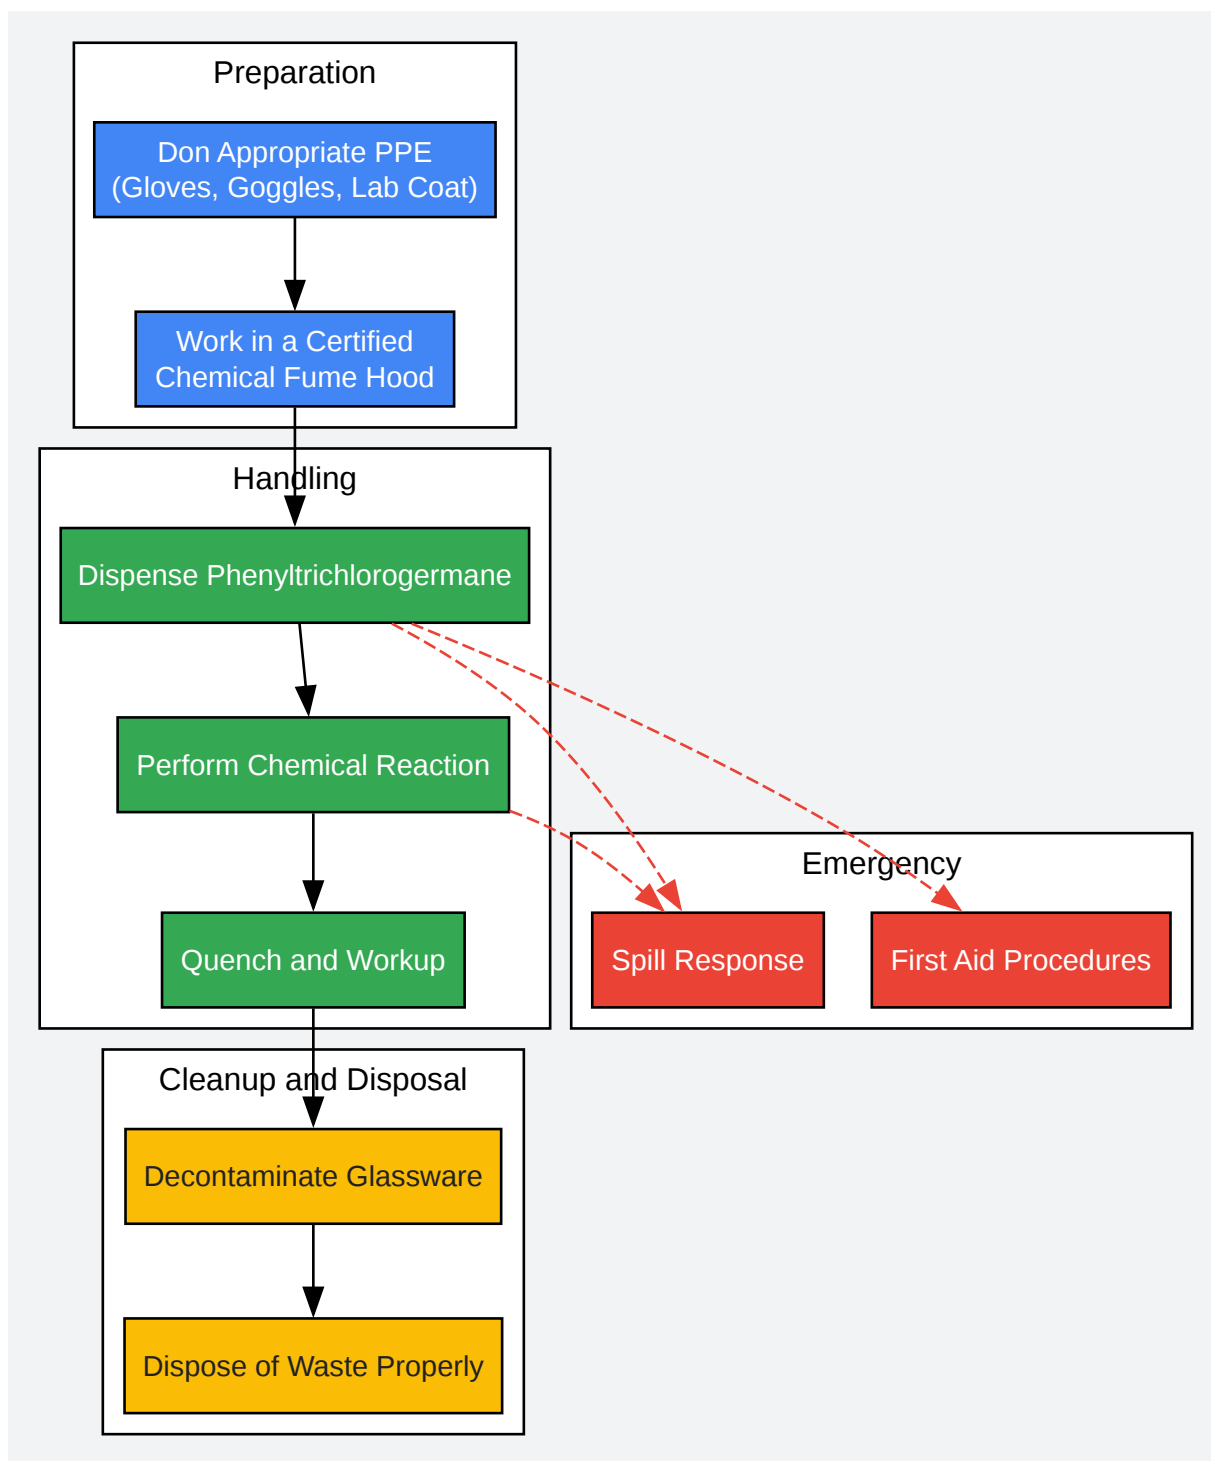 Preparation
Don Appropriate PPE
(Gloves, Goggles, Lab Coat)
Work in a Certified
Chemical Fume Hood
Handling
Dispense Phenyltrichlorogermane
Perform Chemical Reaction
Quench and Workup
Emergency
Spill Response
First Aid Procedures
Cleanup and Disposal
Decontaminate Glassware
Dispose of Waste Properly